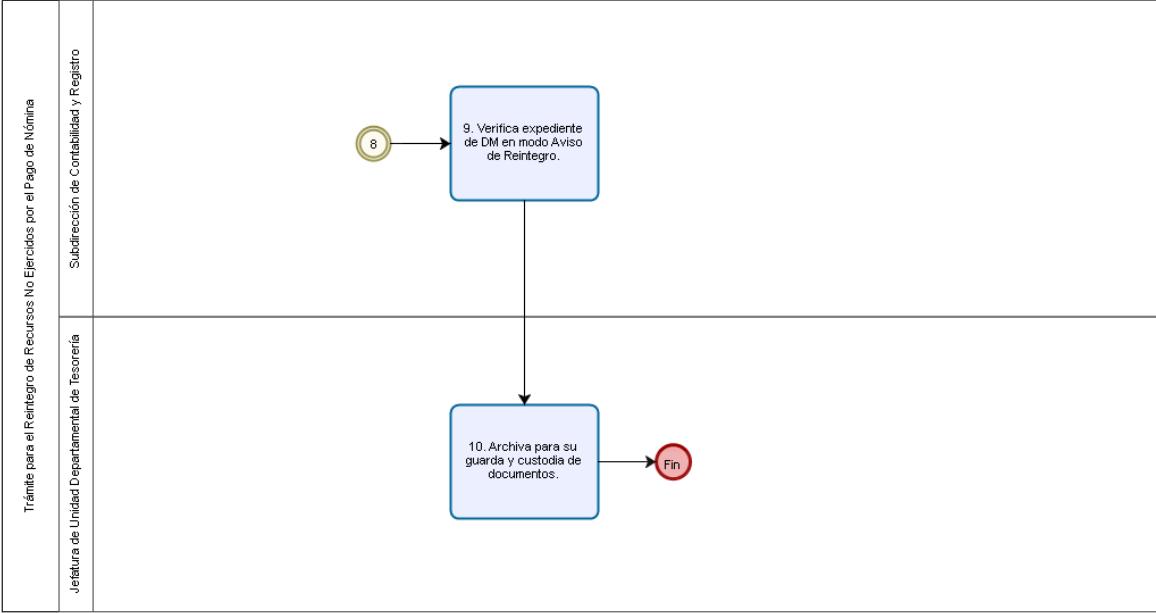 Trámite para el Reintegro de Recursos No Ejercidos por el Pago de Nómina
Subdirección de Contabilidad y Registro
8
9. Verifica expediente
de DM en modo Aviso
de Reintegro.
Jefatura de Unidad Departamental de Tesorería
10. Archiva para su
guarda y custodia de
documentos.
Fin